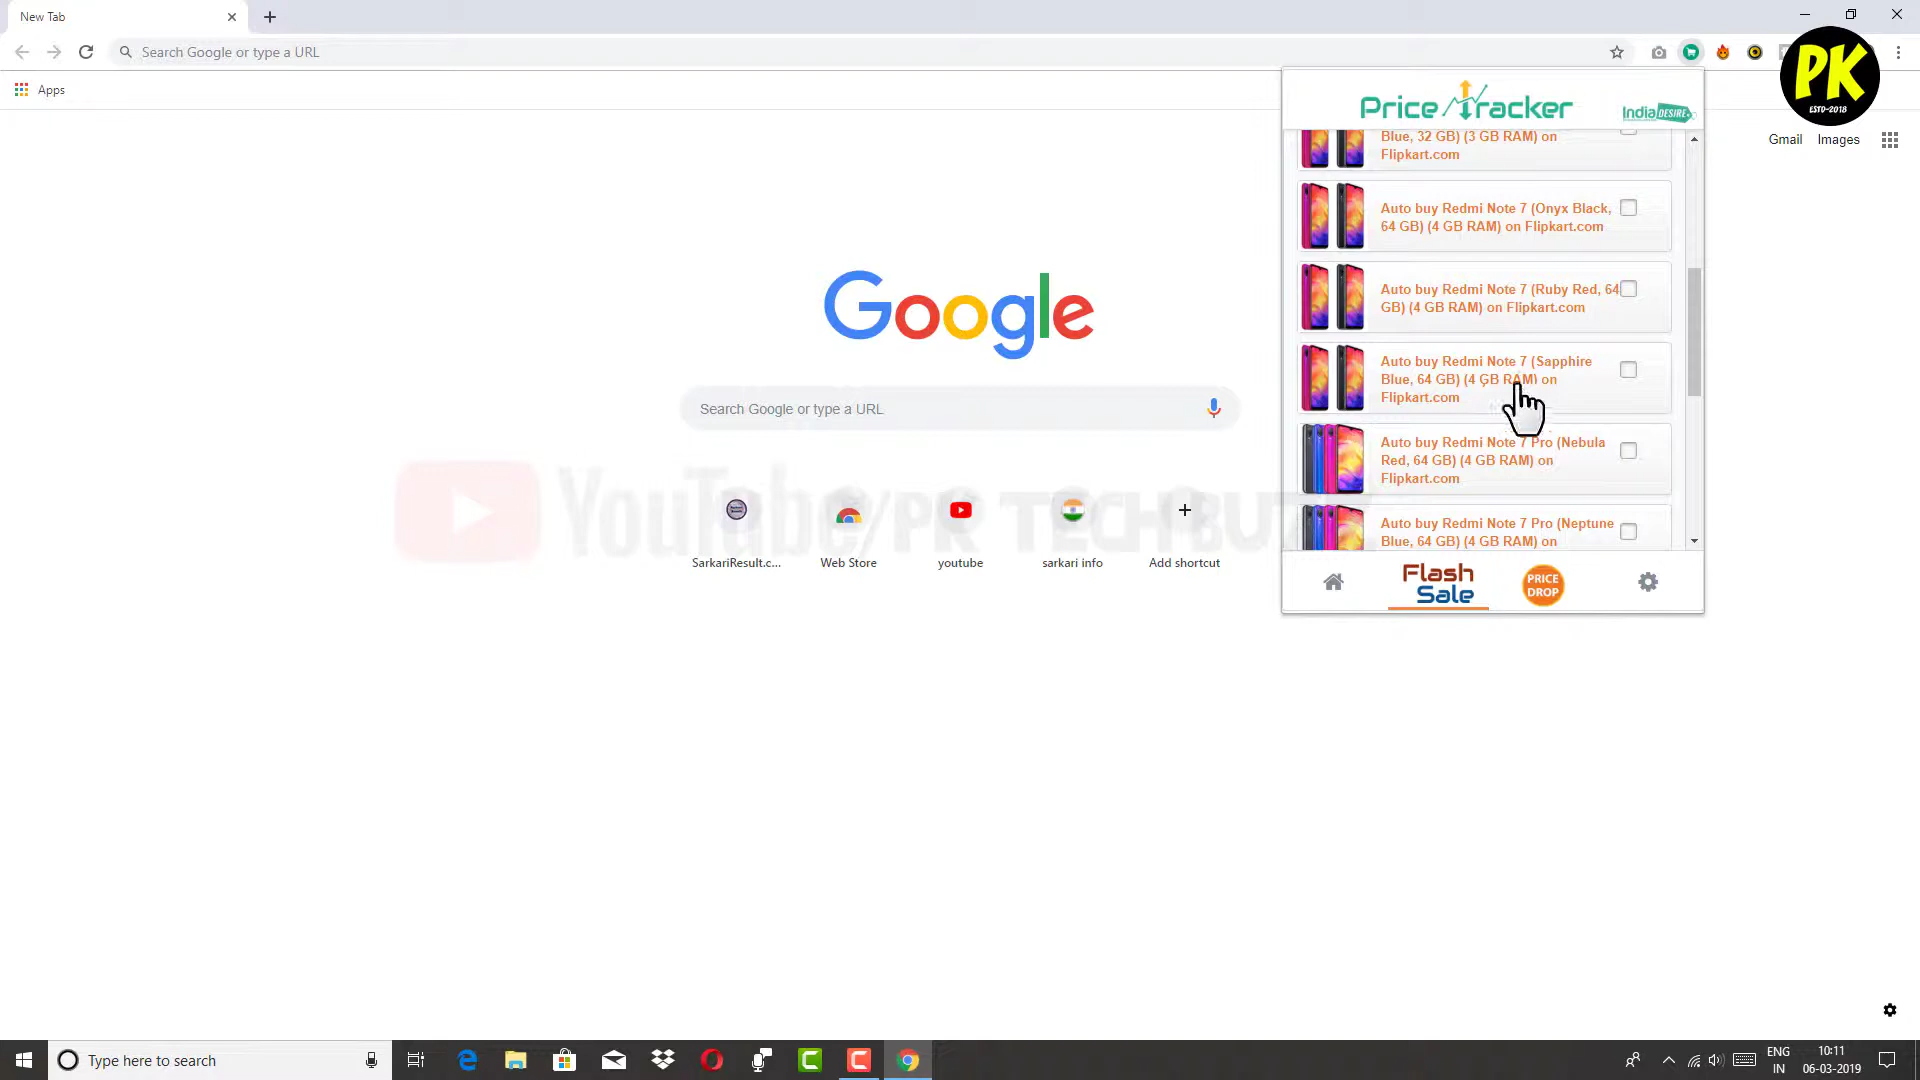 New Tab
Search Google or type a URL
Apps
PK
ESTD-2018
Gmail Images
Price Tracker
India DESIRE
Blue, 32 GB) (3 GB RAM) on
Flipkart.com
Auto buy Redmi Note 7 (Onyx Black,
64 GB) (4 GB RAM) on Flipkart.com
Auto buy Redmi Note 7 (Ruby Red, 64
GB) (4 GB RAM) on Flipkart.com
Auto buy Redmi Note 7 (Sapphire
Blue, 64 GB) (4 GB RAM) on
Flipkart.com
Auto buy Redmi Note 7 Pro (Nebula
Red, 64 GB) (4 GB RAM) on
Flipkart.com
Auto buy Redmi Note 7 Pro (Neptune
Blue, 64 GB) (4 GB RAM) on
Flash
Sale
PRICE
DROP
Google
Search Google or type a URL
YouTube/PR TECH
SarkariResult.c...
Web Store
youtube
sarkari info
Add shortcut
Type here to search
ENG
IN
10:11
06-03-2019